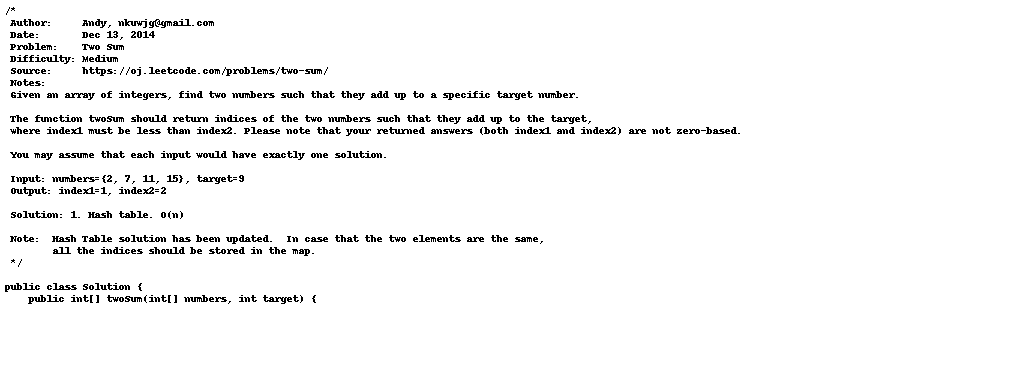 /*
 Author:     Andy, nkuwjg@gmail.com
 Date:       Dec 13, 2014
 Problem:    Two Sum
 Difficulty: Medium
 Source:     https://oj.leetcode.com/problems/two-sum/
 Notes:
 Given an array of integers, find two numbers such that they add up to a specific target number.

 The function twoSum should return indices of the two numbers such that they add up to the target,
 where index1 must be less than index2. Please note that your returned answers (both index1 and index2) are not zero-based.

 You may assume that each input would have exactly one solution.

 Input: numbers={2, 7, 11, 15}, target=9
 Output: index1=1, index2=2

 Solution: 1. Hash table. O(n)

 Note:  Hash Table solution has been updated.  In case that the two elements are the same,
        all the indices should be stored in the map.
 */

public class Solution {
    public int[] twoSum(int[] numbers, int target) {